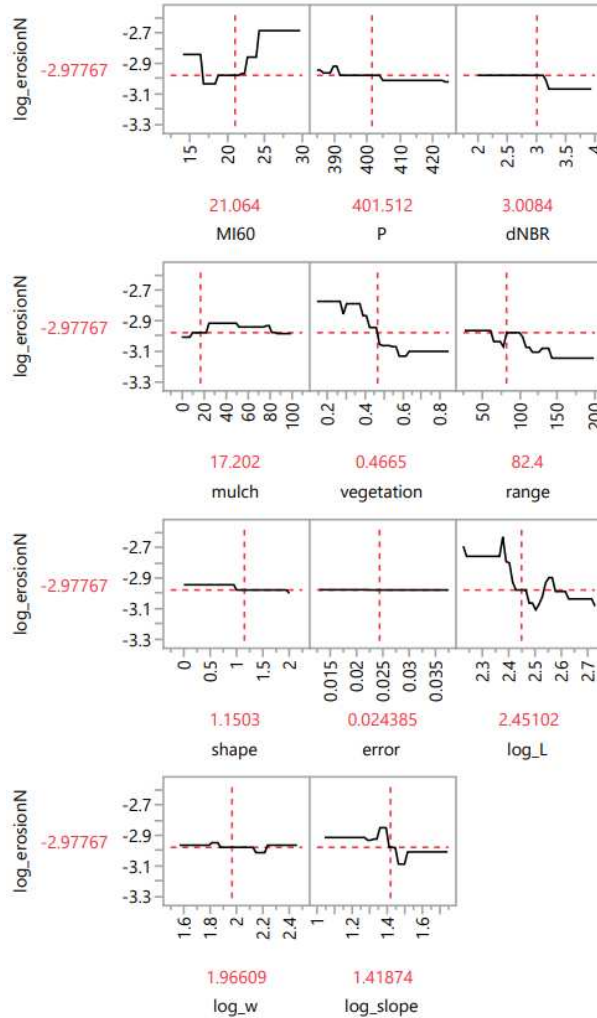 log_erosionN
-2.97767
-2.7
-2.9
-3.1
-3.3
15 20 25 30
390 400 410 420
2 2.5 3 3.5 4
21.064 401.512 3.0084
MI60 P dNBR
log_erosionN
-2.97767
-2.7
-2.9
-3.1
-3.3
0 20 40 60 80 100
0.2 0.4 0.6 0.8
50 100 150 200
17.202 0.4665 82.4
mulch vegetation range
log_erosionN
-2.97767
-2.7
-2.9
-3.1
-3.3
0 0.5 1 1.5 2
0.015 0.02 0.025 0.03 0.035
2.3 2.4 2.5 2.6 2.7
1.1503 0.024385 2.45102
shape error log_L
log_erosionN
-2.97767
-2.7
-2.9
-3.1
-3.3
1.6 1.8 2 2.2 2.4
1 1.2 1.4 1.6
1.96609 1.41874
log_w log_slope